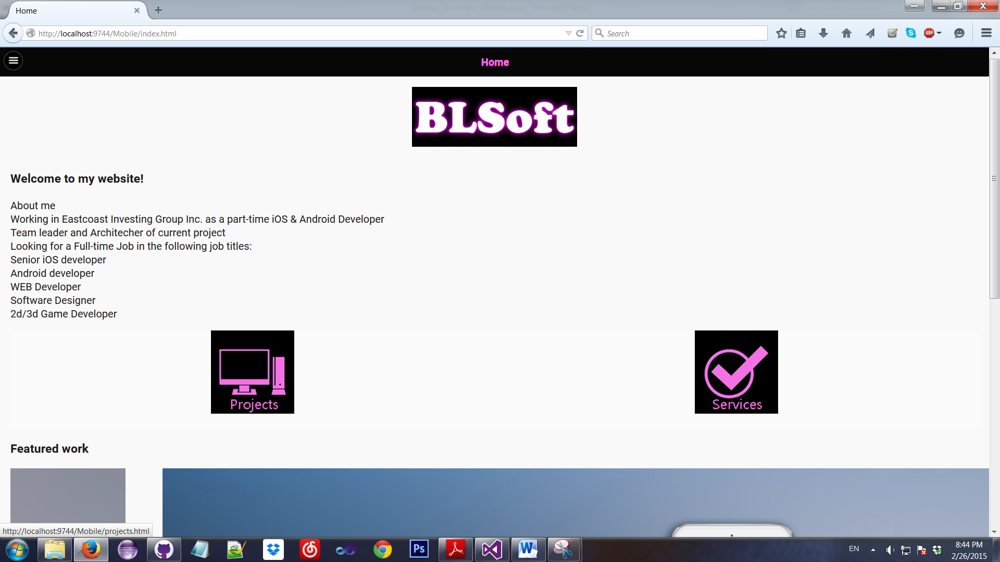 Home
http://localhost:9744/Mobile/index.html
Search
ABP
Home
BLSoft
Welcome to my website!
About me
Working in Eastcoast Investing Group Inc. as a part-time iOS & Android Developer
Team leader and Architecher of current project
Looking for a Full-time Job in the following job titles:
Senior iOS developer
Android developer
WEB Developer
Software Designer
2d/3d Game Developer
Projects
Services
Featured work
http://localhost:9744/Mobile/projects.html
Ps
W
EN
8:44 PM
2/26/2015